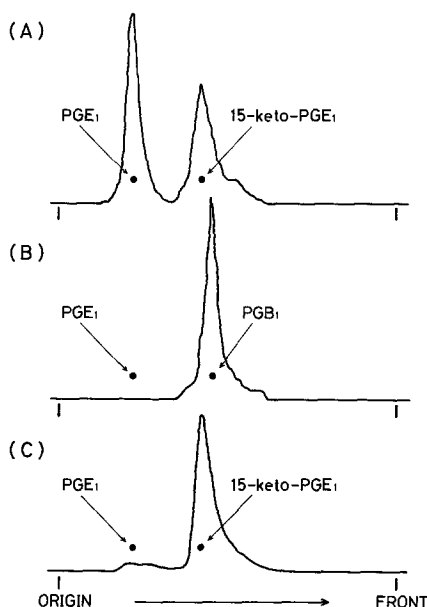 (A)
PGE₁ 15-keto-PGE₁
(B)
PGE₁ PGB₁
(C)
PGE₁ 15-keto-PGE₁
ORIGIN FRONT